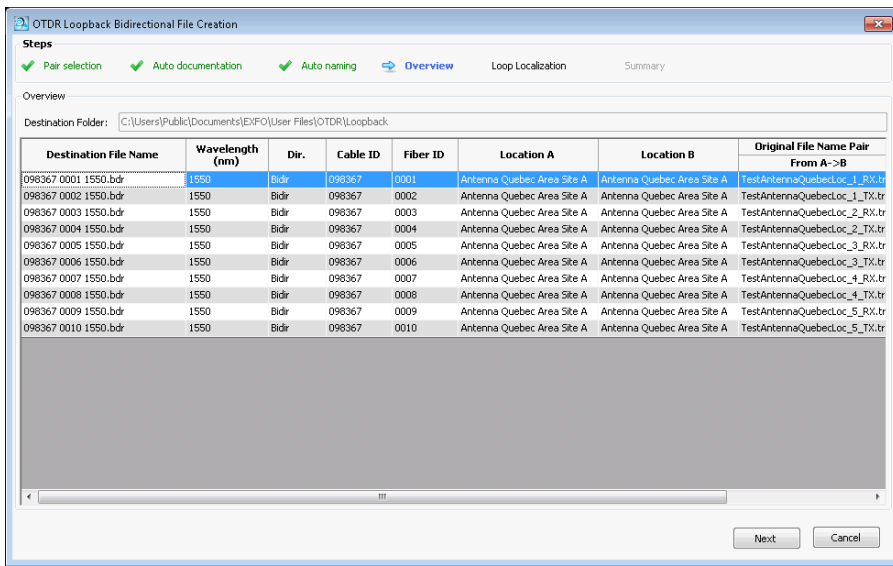 OTDR Loopback Bidirectional File Creation
Steps
Pair selection Auto documentation Auto naming Overview Loop Localization Summary
Overview
Destination Folder: C:\Users\Public\Documents\EXFO\User Files\OTDR\Loopback
Destination File Name Wavelength (nm) Dir. Cable ID Fiber ID Location A Location B Original File Name Pair
From A->B
098367 0001 1550.bdr 1550 Bidir 098367 0001 Antenna Quebec Area Site A Antenna Quebec Area Site A TestAntennaQuebecLoc_1_RX.tr
098367 0002 1550.bdr 1550 Bidir 098367 0002 Antenna Quebec Area Site A Antenna Quebec Area Site A TestAntennaQuebecLoc_1_TX.tr
098367 0003 1550.bdr 1550 Bidir 098367 0003 Antenna Quebec Area Site A Antenna Quebec Area Site A TestAntennaQuebecLoc_2_RX.tr
098367 0004 1550.bdr 1550 Bidir 098367 0004 Antenna Quebec Area Site A Antenna Quebec Area Site A TestAntennaQuebecLoc_2_TX.tr
098367 0005 1550.bdr 1550 Bidir 098367 0005 Antenna Quebec Area Site A Antenna Quebec Area Site A TestAntennaQuebecLoc_3_RX.tr
098367 0006 1550.bdr 1550 Bidir 098367 0006 Antenna Quebec Area Site A Antenna Quebec Area Site A TestAntennaQuebecLoc_3_TX.tr
098367 0007 1550.bdr 1550 Bidir 098367 0007 Antenna Quebec Area Site A Antenna Quebec Area Site A TestAntennaQuebecLoc_4_RX.tr
098367 0008 1550.bdr 1550 Bidir 098367 0008 Antenna Quebec Area Site A Antenna Quebec Area Site A TestAntennaQuebecLoc_4_TX.tr
098367 0009 1550.bdr 1550 Bidir 098367 0009 Antenna Quebec Area Site A Antenna Quebec Area Site A TestAntennaQuebecLoc_5_RX.tr
098367 0010 1550.bdr 1550 Bidir 098367 0010 Antenna Quebec Area Site A Antenna Quebec Area Site A TestAntennaQuebecLoc_5_TX.tr
Next Cancel